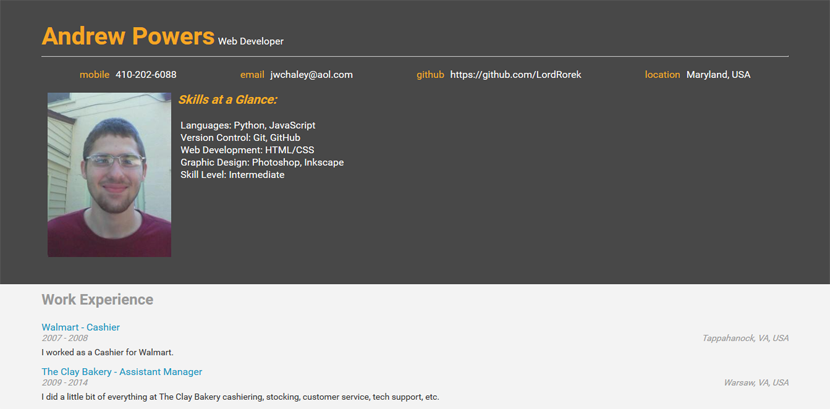 Andrew Powers Web Developer
mobile 410-202-6088 email jwchaley@aol.com github https://github.com/LordRorek location Maryland, USA
Skills at a Glance:
Languages: Python, JavaScript
Version Control: Git, GitHub
Web Development: HTML/CSS
Graphic Design: Photoshop, Inkscape
Skill Level: Intermediate
Work Experience
Walmart - Cashier
2007 - 2008 Tappahanock, VA, USA
I worked as a Cashier for Walmart.
The Clay Bakery - Assistant Manager
2009 - 2014 Warsaw, VA, USA
I did a little bit of everything at The Clay Bakery cashiering, stocking, customer service, tech support, etc.